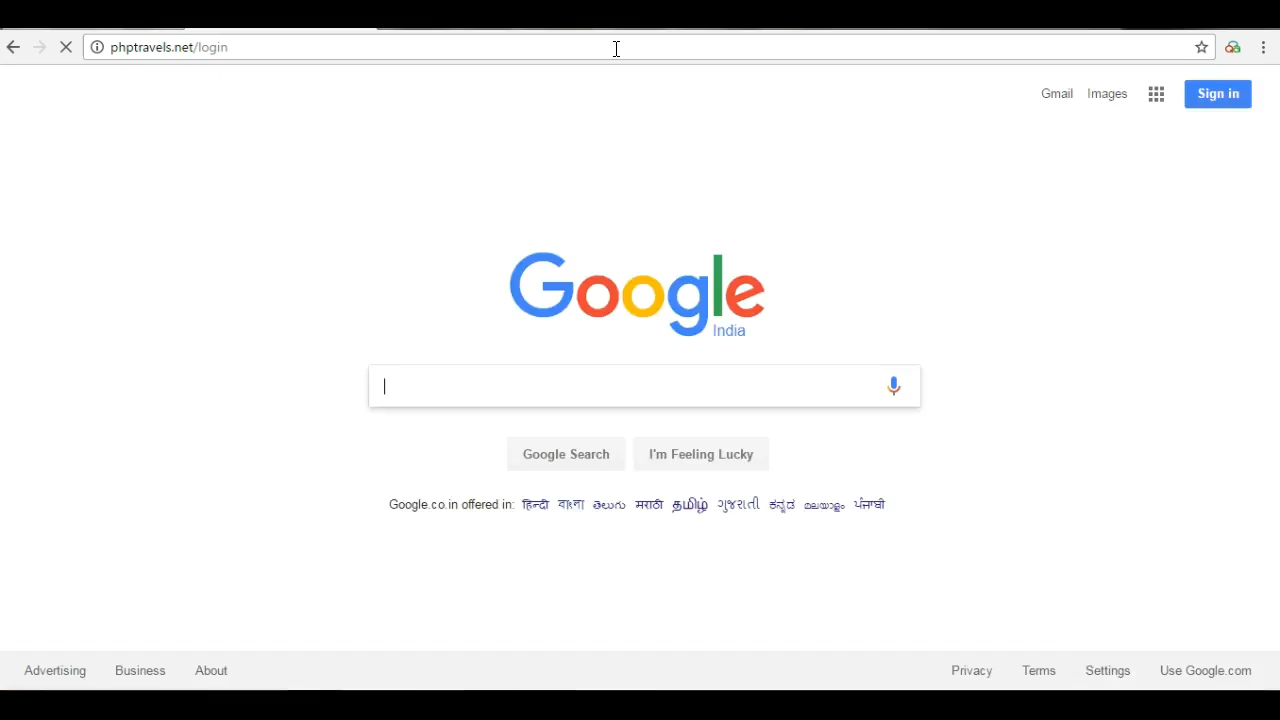 phptravels.net/login
Gmail Images Sign in
Google
India
Google Search I'm Feeling Lucky
Google.co.in offered in: हिन्दी বাংলা తెలుగు मराठी தமிழ் ગુજરાતી ಕನ್ನಡ മലയാളം ਪੰਜਾਬੀ
Advertising Business About Privacy Terms Settings Use Google.com